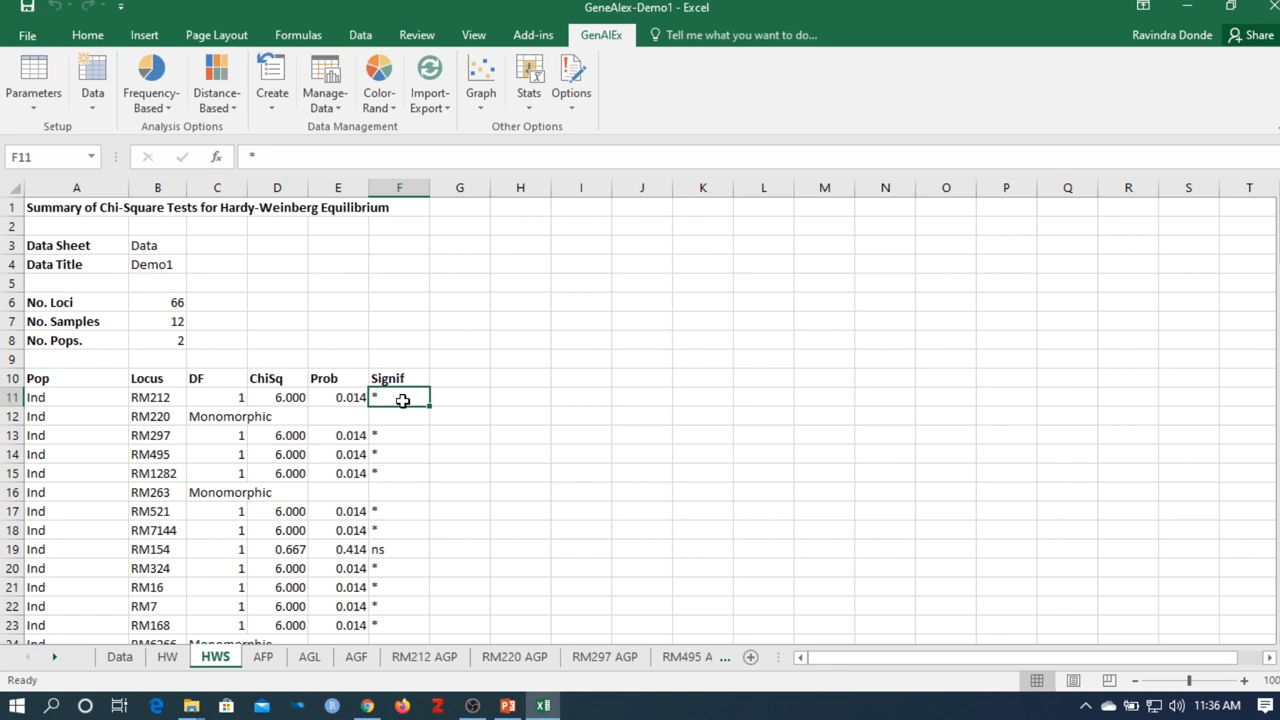 GeneAlex-Demo1 - Excel
File Home Insert Page Layout Formulas Data Review View Add-ins GenAlEx Tell me what you want to do... Ravindra Donde Share
Parameters Data Frequency-Based Distance-Based Create Manage-Data Color-Rand Import-Export Graph Stats Options
Setup Analysis Options Data Management Other Options
F11 fx *
A B C D E F G H I J K L M N O P Q R S T
1 Summary of Chi-Square Tests for Hardy-Weinberg Equilibrium
2
3 Data Sheet Data
4 Data Title Demo1
5
6 No. Loci 66
7 No. Samples 12
8 No. Pops. 2
9
10 Pop Locus DF ChiSq Prob Signif
11 Ind RM212 1 6.000 0.014 *
12 Ind RM220 Monomorphic
13 Ind RM297 1 6.000 0.014 *
14 Ind RM495 1 6.000 0.014 *
15 Ind RM1282 1 6.000 0.014 *
16 Ind RM263 Monomorphic
17 Ind RM521 1 6.000 0.014 *
18 Ind RM7144 1 6.000 0.014 *
19 Ind RM154 1 0.667 0.414 ns
20 Ind RM324 1 6.000 0.014 *
21 Ind RM16 1 6.000 0.014 *
22 Ind RM7 1 6.000 0.014 *
23 Ind RM168 1 6.000 0.014 *
24 Ind Monomorphic
Data HW HWS AFP AGL AGF RM212 AGP RM220 AGP RM297 AGP RM495 A ...
Ready 100
11:36 AM